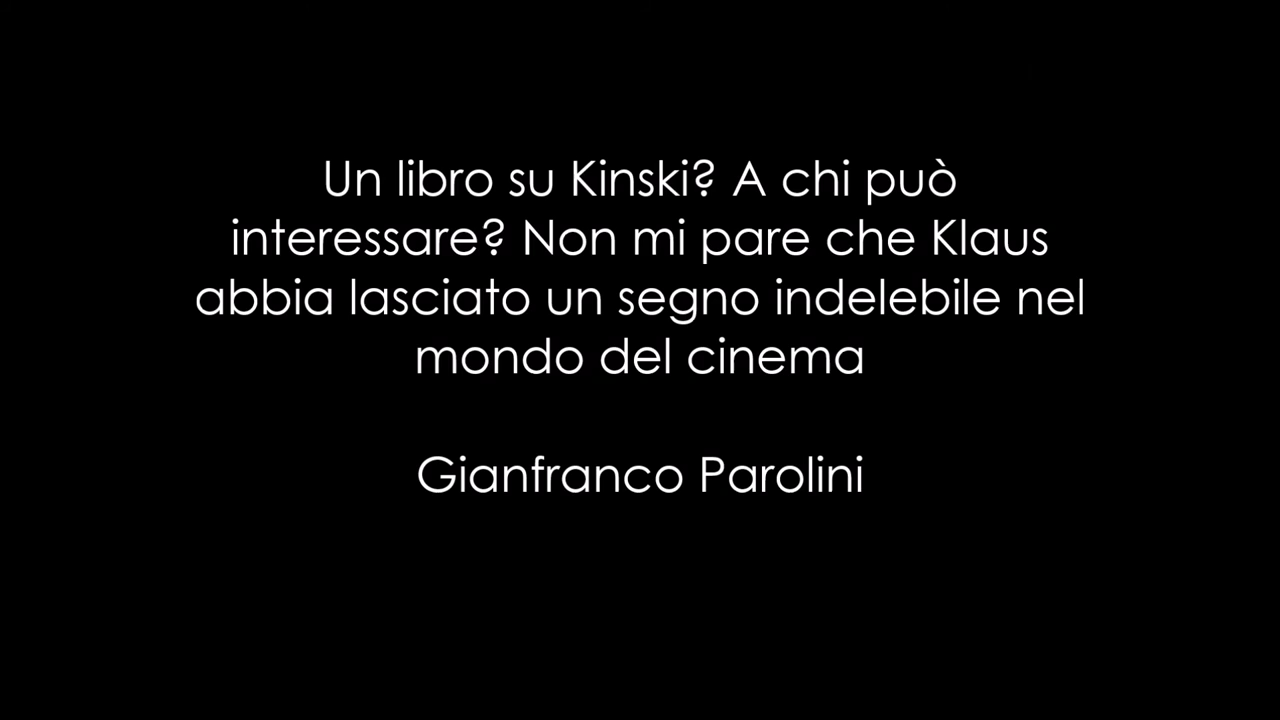 Un libro su Kinski? A chi può
interessare? Non mi pare che Klaus
abbia lasciato un segno indelebile nel
mondo del cinema
Gianfranco Parolini